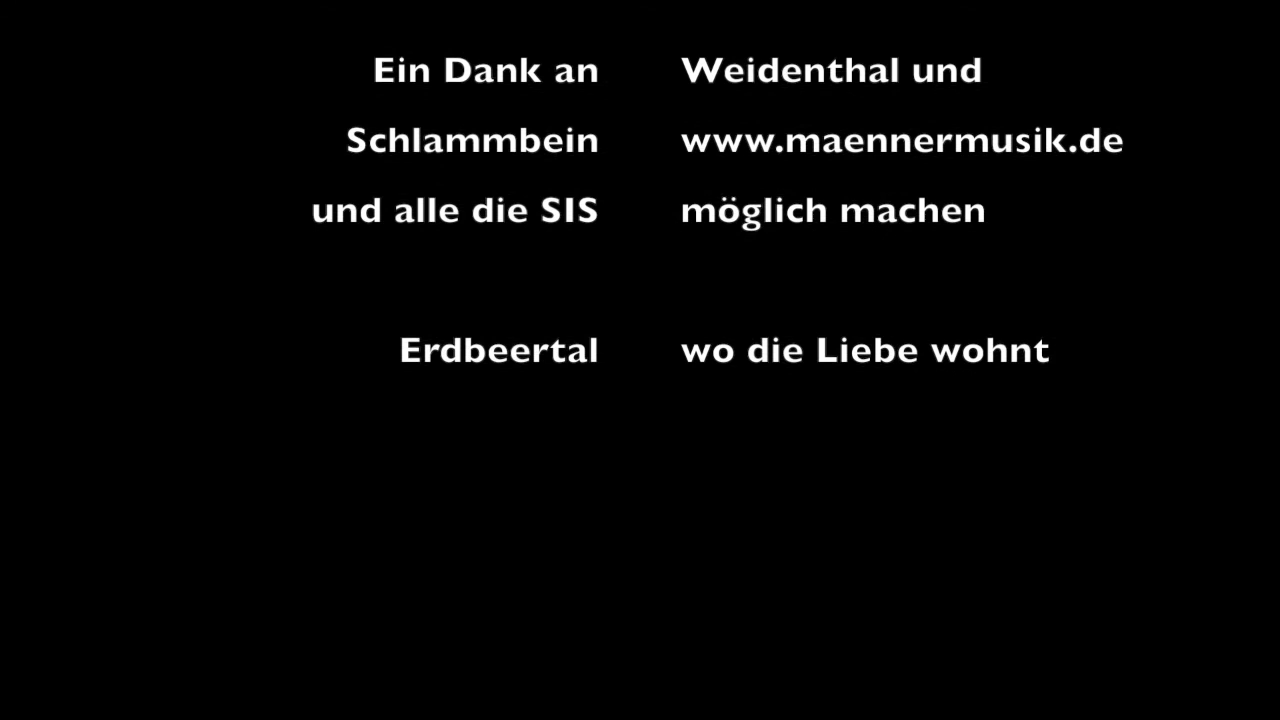 Ein Dank an Weidenthal und
Schlammbein www.maennermusik.de
und alle die SIS möglich machen
Erdbeertal wo die Liebe wohnt